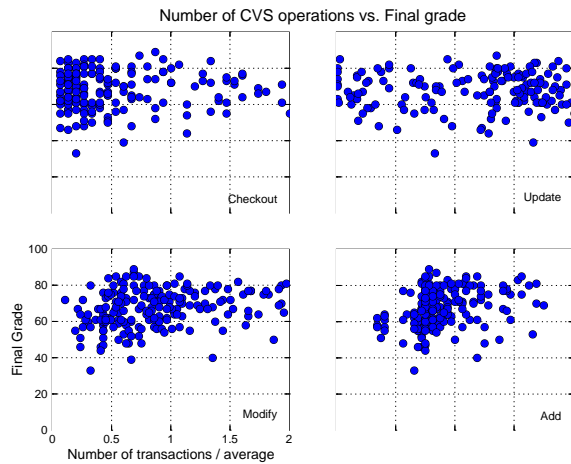 Number of CVS operations vs. Final grade
Checkout
Update
100
80
60
40
20
0
Final Grade
Modify
Add
0
0.5
1
1.5
2
Number of transactions / average